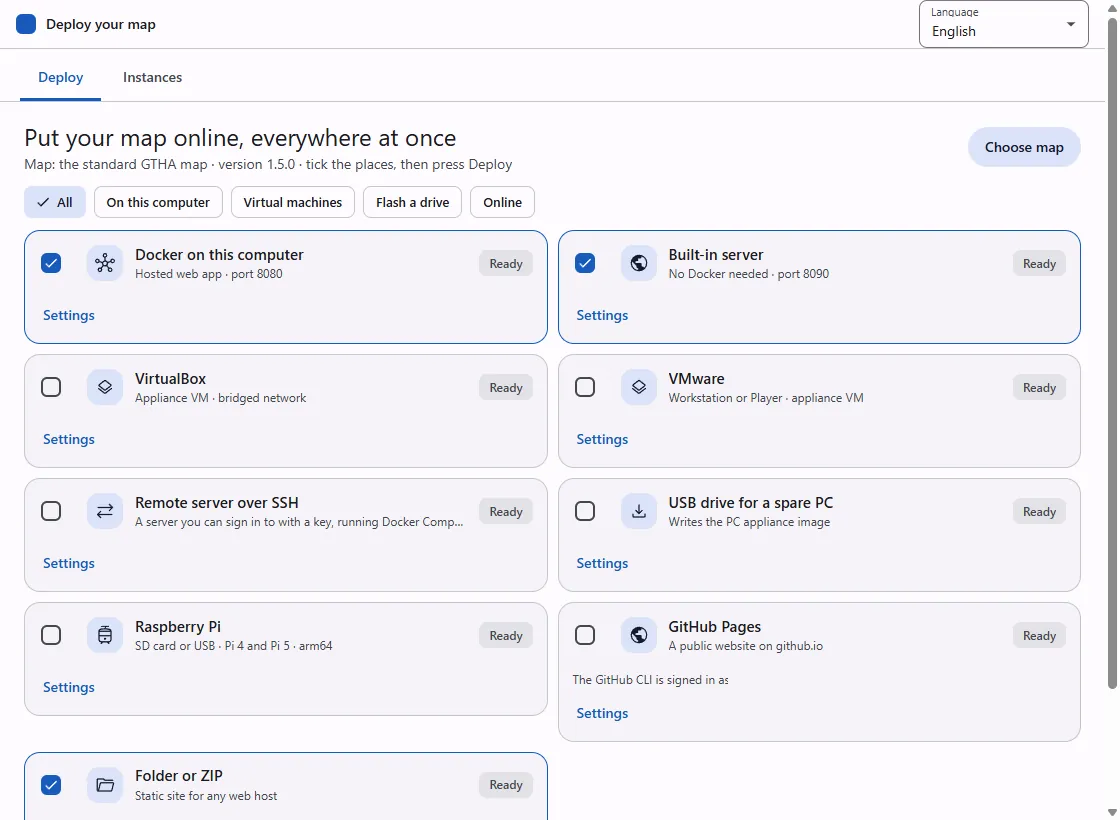 Deploy your map
Language
English
Deploy
Instances
Put your map online, everywhere at once
Map: the standard GTHA map · version 1.5.0 · tick the places, then press Deploy
Choose map
All
On this computer
Virtual machines
Flash a drive
Online
Docker on this computer
Hosted web app · port 8080
Ready
Settings
Built-in server
No Docker needed · port 8090
Ready
Settings
VirtualBox
Appliance VM · bridged network
Ready
Settings
VMware
Workstation or Player · appliance VM
Ready
Settings
Remote server over SSH
A server you can sign in to with a key, running Docker Comp...
Ready
Settings
USB drive for a spare PC
Writes the PC appliance image
Ready
Settings
Raspberry Pi
SD card or USB · Pi 4 and Pi 5 · arm64
Ready
Settings
GitHub Pages
A public website on github.io
Ready
The GitHub CLI is signed in as
Settings
Folder or ZIP
Static site for any web host
Ready